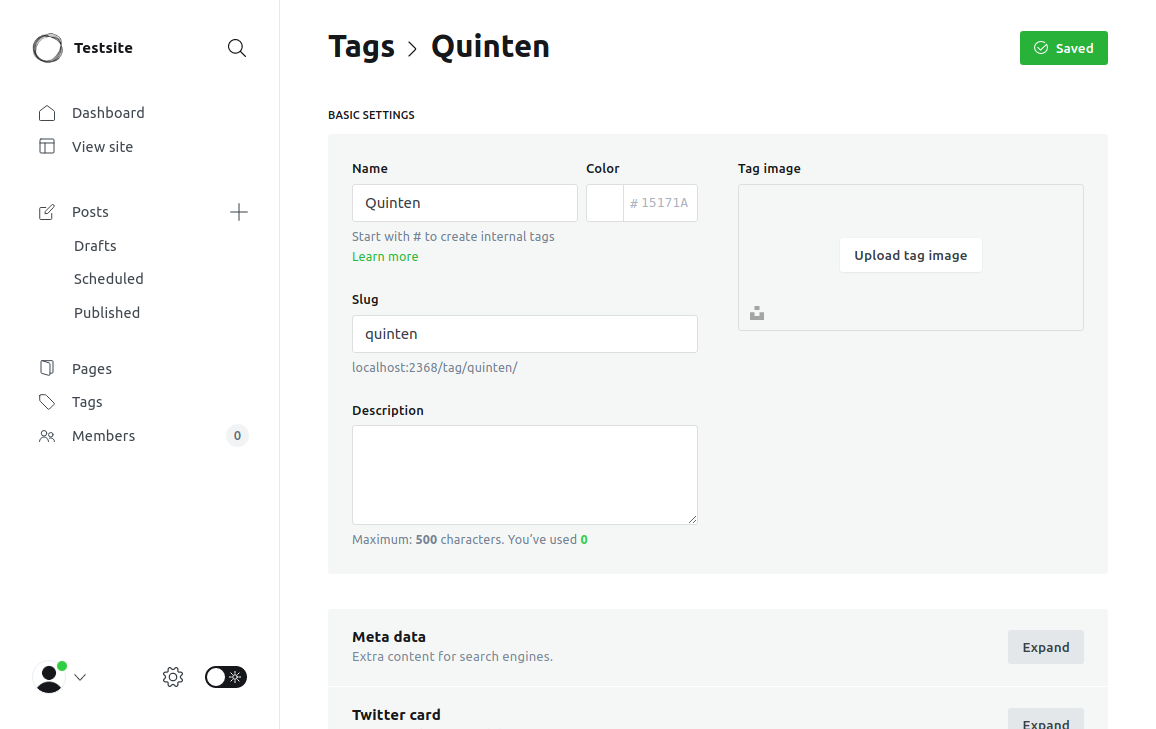 Testsite
Dashboard
View site
Posts
Drafts
Scheduled
Published
Pages
Tags
Members 0
Tags > Quinten
Saved
BASIC SETTINGS
Name
Quinten
Color
# 15171A
Start with # to create internal tags
Learn more
Slug
quinten
localhost:2368/tag/quinten/
Description
Maximum: 500 characters. You’ve used 0
Tag image
Upload tag image
Meta data
Extra content for search engines.
Expand
Twitter card
Expand